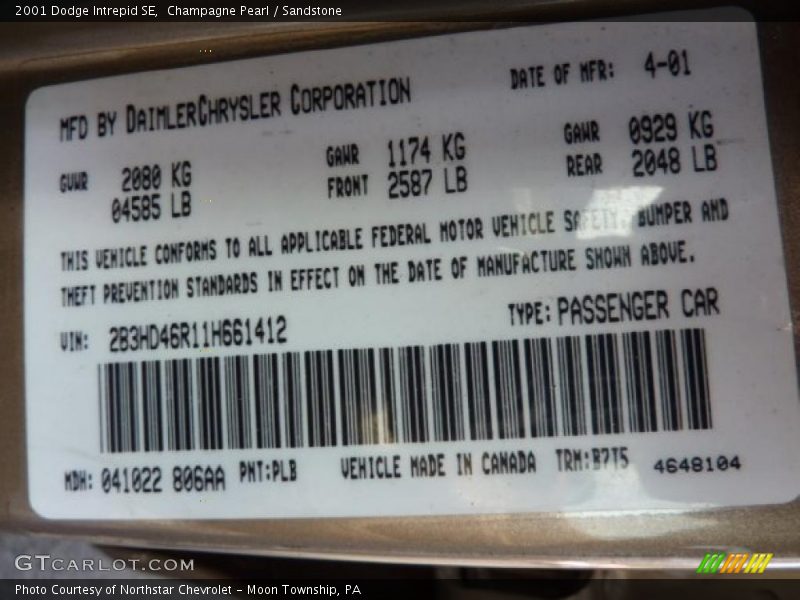 2001 Dodge Intrepid SE,  Champagne Pearl / Sandstone
MFD BY DAIMLERCHRYSLER CORPORATION
DATE OF MFR: 4-01
GVWR 2080 KG
04585 LB
GAWR FRONT 1174 KG
2587 LB
GAWR REAR 0929 KG
2048 LB
THIS VEHICLE CONFORMS TO ALL APPLICABLE FEDERAL MOTOR VEHICLE SAFETY, BUMPER AND
THEFT PREVENTION STANDARDS IN EFFECT ON THE DATE OF MANUFACTURE SHOWN ABOVE.
VIN: 2B3HD46R11H661412
TYPE: PASSENGER CAR
MDH: 041022 806AA PNT:PLB VEHICLE MADE IN CANADA TRM:B7T5 4648104
GTCARLOT.COM
Photo Courtesy of Northstar Chevrolet – Moon Township, PA